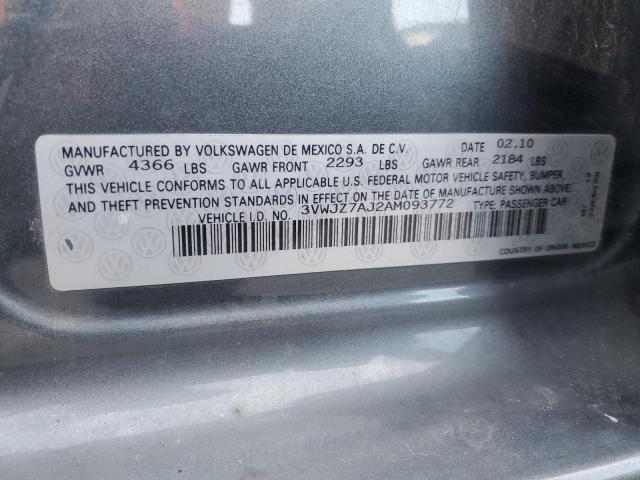 MANUFACTURED BY VOLKSWAGEN DE MEXICO S.A. DE C.V. DATE 02.10
GVWR 4366 LBS GAWR FRONT 2293 LBS GAWR REAR 2184 LBS
THIS VEHICLE CONFORMS TO ALL APPLICABLE U.S. FEDERAL MOTOR VEHICLE SAFETY, BUMPER,
AND THEFT PREVENTION STANDARDS IN EFFECT ON THE DATE OF MANUFACTURE SHOWN ABOVE.
VEHICLE I.D. NO. 3VWJZ7AJ2AM093772 TYPE: PASSENGER CAR
COUNTRY OF ORIGIN: MEXICO